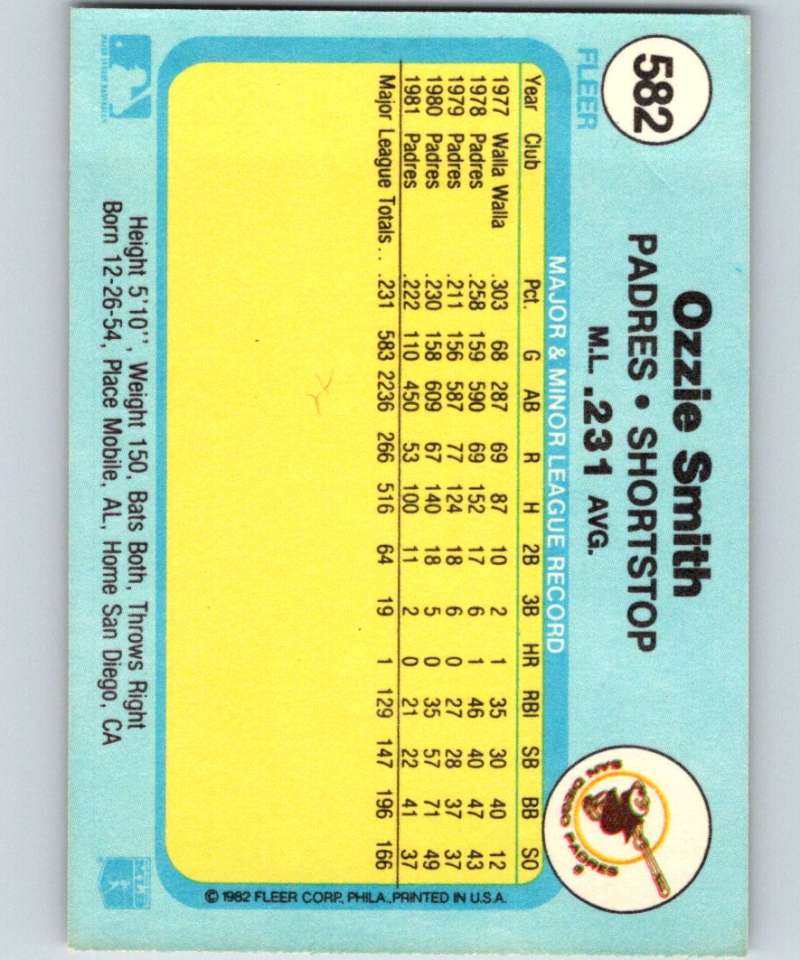 582
FLEER
Ozzie Smith
PADRES • SHORTSTOP
M.L. .231 AVG.
SAN DIEGO PADRES
MAJOR & MINOR LEAGUE RECORD
Year Club Pct. G AB R H 2B 3B HR RBI SB BB SO
1977 Walla Walla .303 68 287 69 87 10 2 1 35 30 40 12
1978 Padres .258 159 590 69 152 17 6 1 46 40 47 43
1979 Padres .211 156 587 77 124 18 6 0 27 28 37 37
1980 Padres .230 158 609 67 140 18 5 0 35 57 71 49
1981 Padres .222 110 450 53 100 11 2 0 21 22 41 37
Major League Totals . . .231 583 2236 266 516 64 19 1 129 147 196 166
© 1982 FLEER CORP., PHILA., PRINTED IN U.S.A.
Height 5'10", Weight 150, Bats Both, Throws Right
Born 12-26-54, Place Mobile, AL, Home San Diego, CA